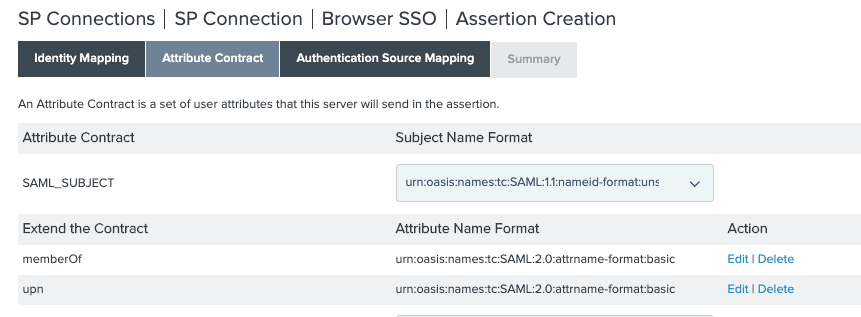 SP Connections | SP Connection | Browser SSO | Assertion Creation
Identity Mapping Attribute Contract Authentication Source Mapping Summary
An Attribute Contract is a set of user attributes that this server will send in the assertion.
Attribute Contract Subject Name Format
SAML_SUBJECT urn:oasis:names:tc:SAML:1.1:nameid-format:uns
Extend the Contract Attribute Name Format Action
memberOf urn:oasis:names:tc:SAML:2.0:attrname-format:basic Edit | Delete
upn urn:oasis:names:tc:SAML:2.0:attrname-format:basic Edit | Delete